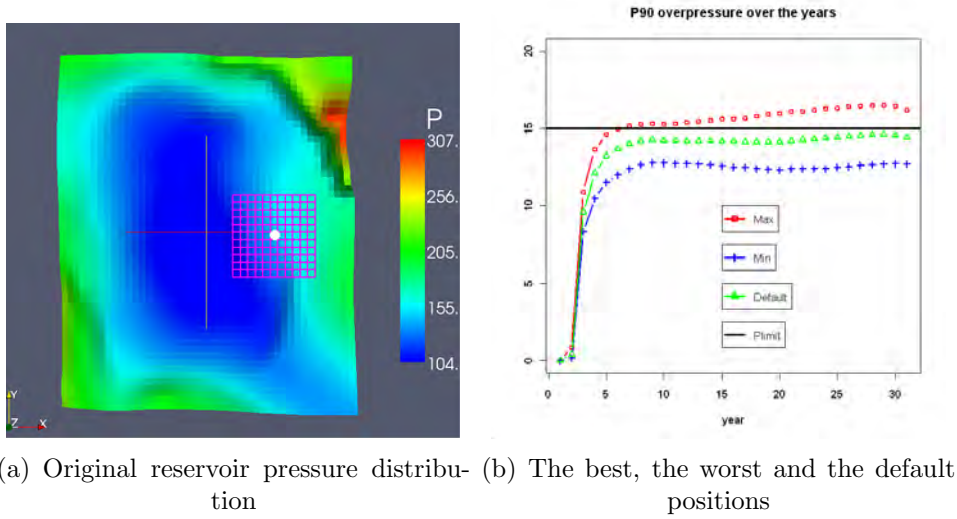 P90 overpressure over the years
P
307.
256.
205.
155.
104.
Y
Z X
20
15
10
5
0
Max
Min
Default
Plimit
0 5 10 15 20 25 30
year
(a) Original reservoir pressure distribu-
tion
(b) The best, the worst and the default
positions